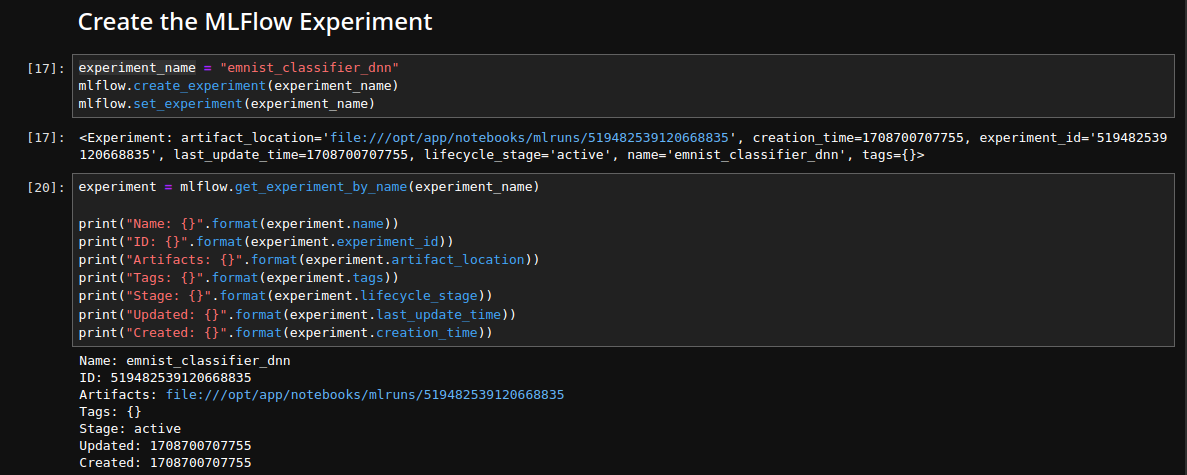 Create the MLFlow Experiment
[17]: experiment_name = "emnist_classifier_dnn"
mlflow.create_experiment(experiment_name)
mlflow.set_experiment(experiment_name)
[17]: <Experiment: artifact_location='file:///opt/app/notebooks/mlruns/519482539120668835', creation_time=1708700707755, experiment_id='519482539
120668835', last_update_time=1708700707755, lifecycle_stage='active', name='emnist_classifier_dnn', tags={}>
[20]: experiment = mlflow.get_experiment_by_name(experiment_name)
print("Name: {}".format(experiment.name))
print("ID: {}".format(experiment.experiment_id))
print("Artifacts: {}".format(experiment.artifact_location))
print("Tags: {}".format(experiment.tags))
print("Stage: {}".format(experiment.lifecycle_stage))
print("Updated: {}".format(experiment.last_update_time))
print("Created: {}".format(experiment.creation_time))
Name: emnist_classifier_dnn
ID: 519482539120668835
Artifacts: file:///opt/app/notebooks/mlruns/519482539120668835
Tags: {}
Stage: active
Updated: 1708700707755
Created: 1708700707755